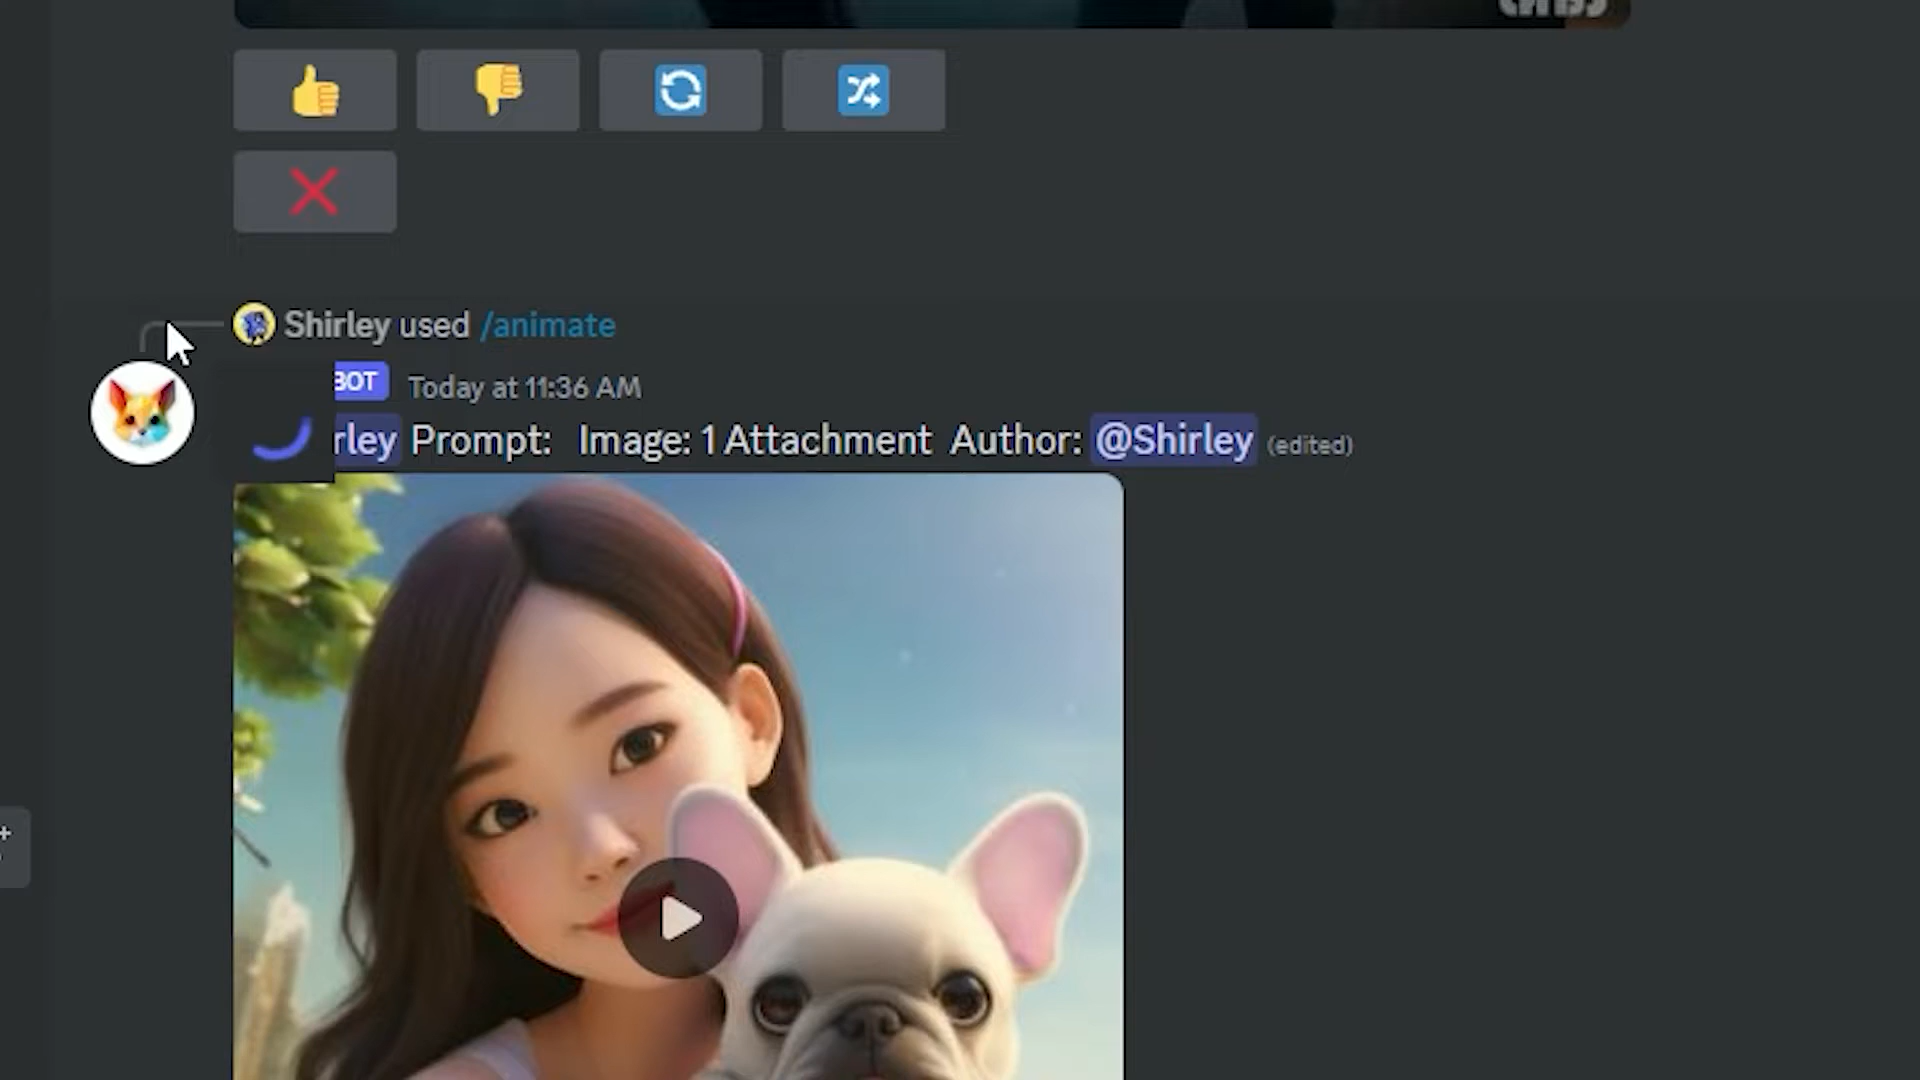 Shirley used /animate
BOT Today at 11:36 AM
rley Prompt: Image: 1 Attachment Author: @Shirley (edited)